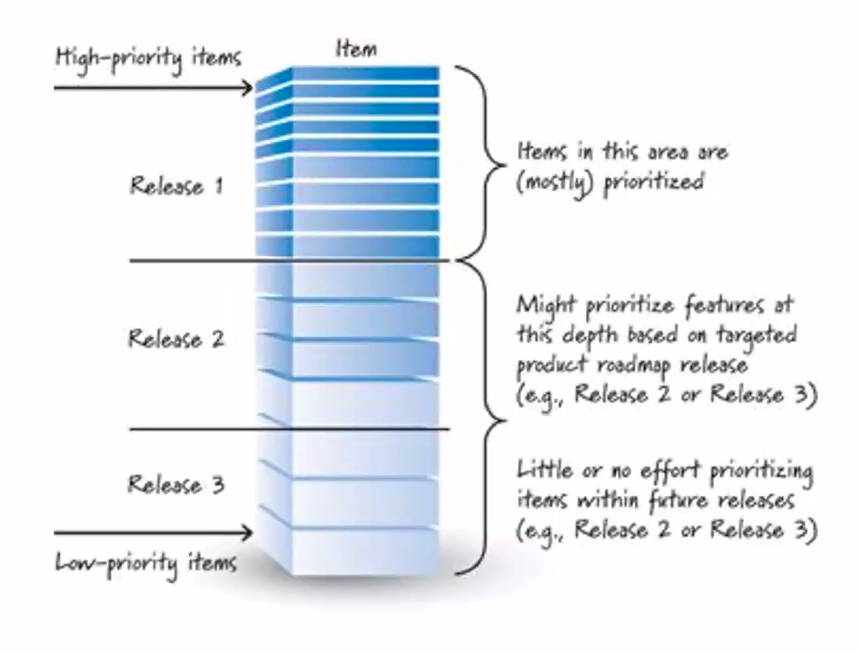 High-priority items
Item
Release 1
Items in this area are
(mostly) prioritized
Release 2
Might prioritize features at
this depth based on targeted
product roadmap release
(e.g., Release 2 or Release 3)
Release 3
Little or no effort prioritizing
items within future releases
(e.g., Release 2 or Release 3)
Low-priority items